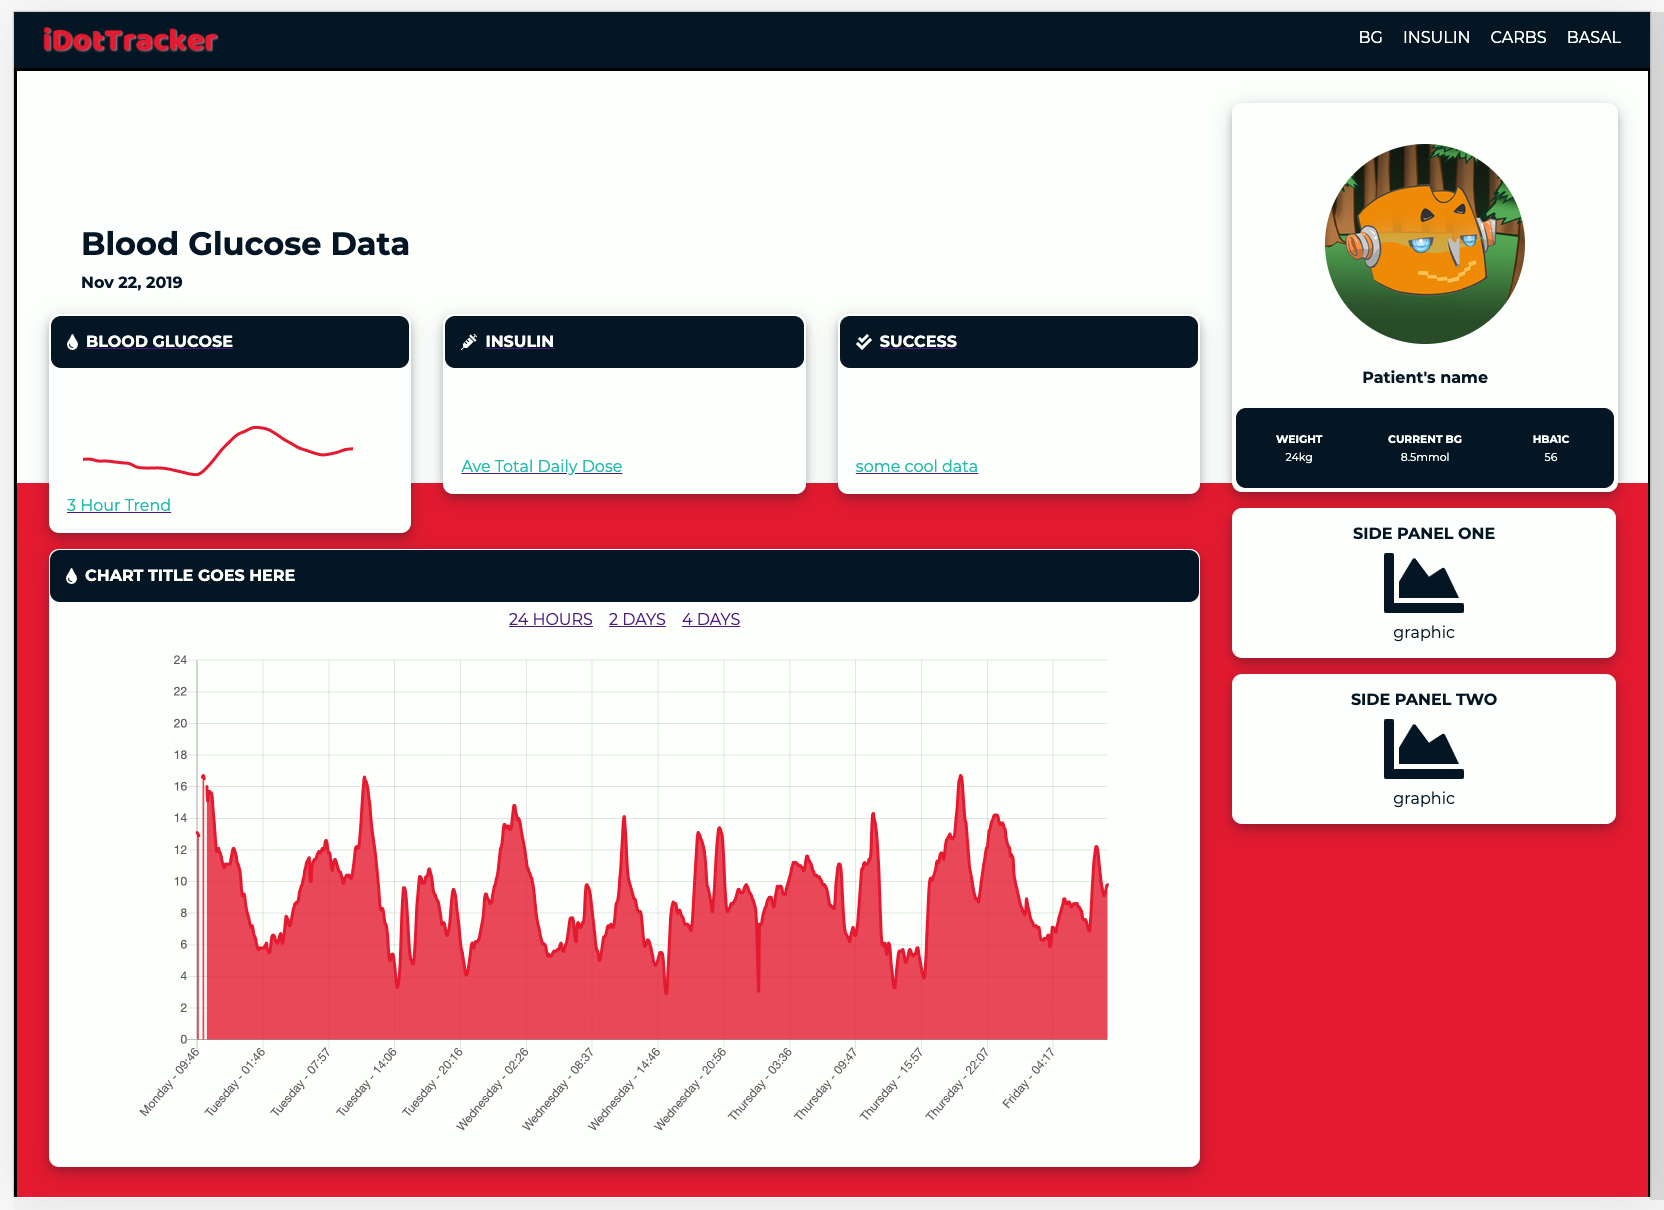 iDotTracker
BG INSULIN CARBS BASAL
Blood Glucose Data
Nov 22, 2019
BLOOD GLUCOSE
3 Hour Trend
INSULIN
Ave Total Daily Dose
SUCCESS
some cool data
Patient's name
WEIGHT CURRENT BG HBA1C
24kg 8.5mmol 56
SIDE PANEL ONE
graphic
SIDE PANEL TWO
graphic
CHART TITLE GOES HERE
24 HOURS 2 DAYS 4 DAYS
24
22
20
18
16
14
12
10
8
6
4
2
0
Monday - 09:46
Tuesday - 01:46
Tuesday - 07:57
Tuesday - 14:06
Tuesday - 20:16
Wednesday - 02:26
Wednesday - 08:37
Wednesday - 14:46
Wednesday - 20:56
Thursday - 03:36
Thursday - 09:47
Thursday - 15:57
Thursday - 22:07
Friday - 04:17